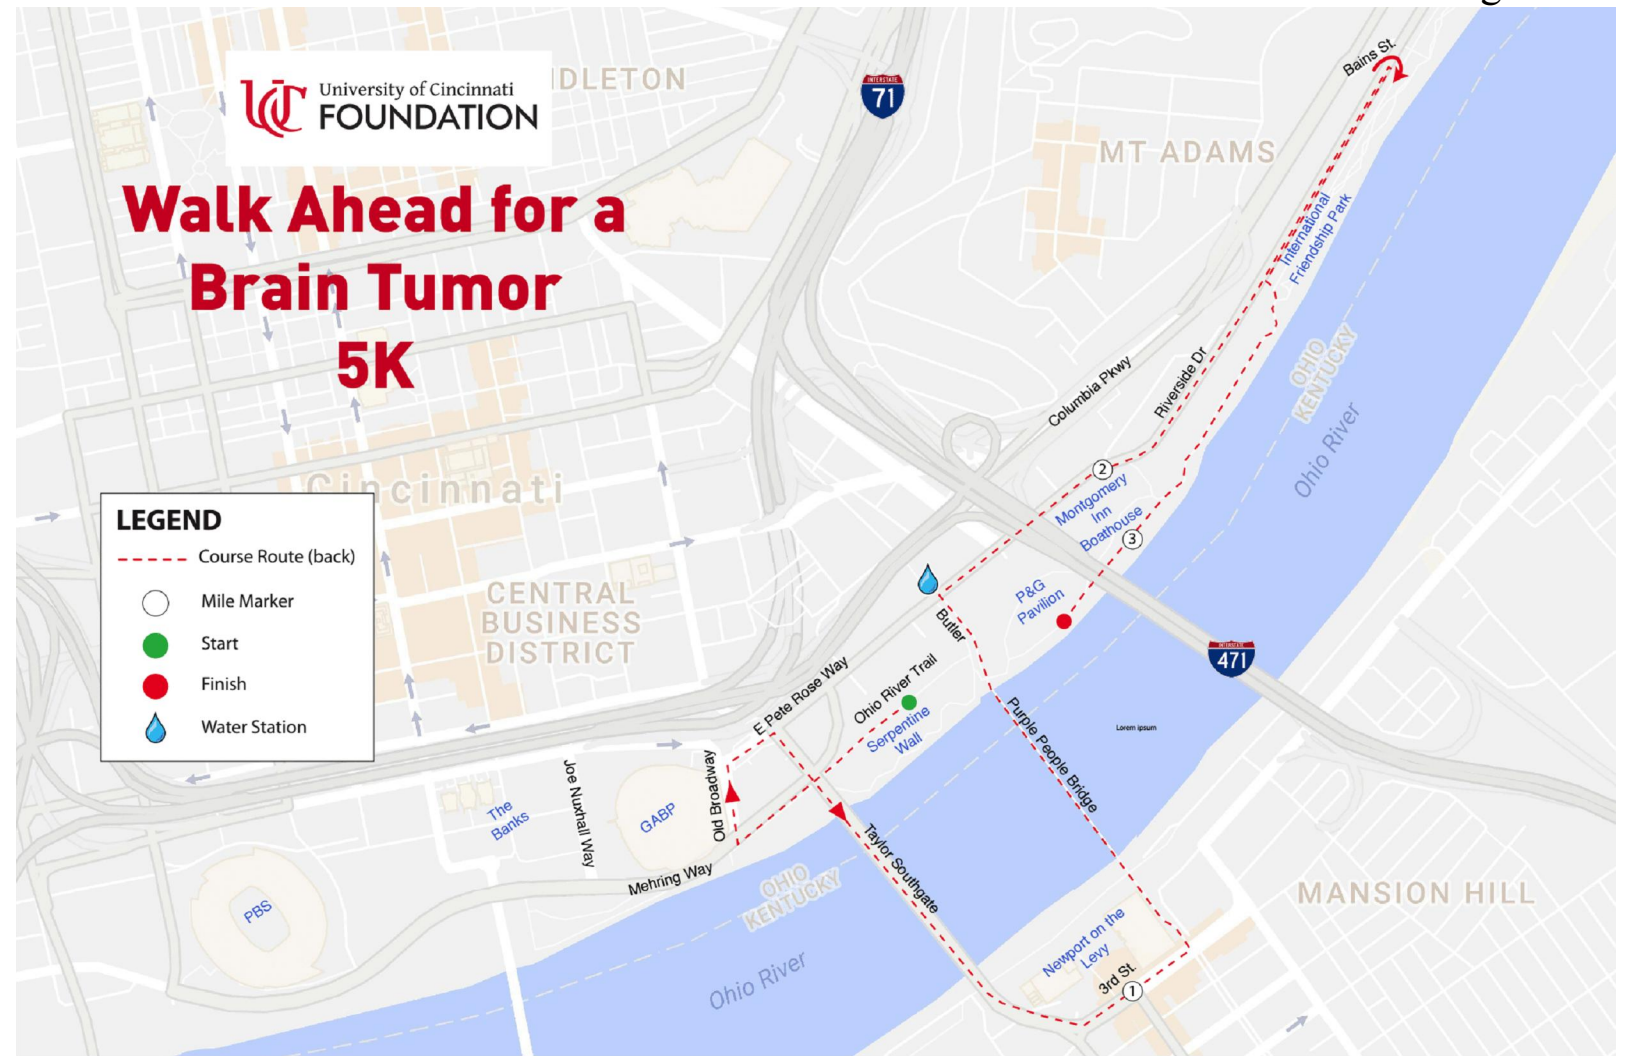 g
University of Cincinnati
FOUNDATION
Walk Ahead for a
Brain Tumor
5K
DLETON
INTERSTATE
71
Bains St.
MT ADAMS
International
Friendship Park
OHIO
KENTUCKY
Ohio River
Columbia Pkwy
Riverside Dr
Cincinnati
2
Montgomery
Inn
Boathouse
3
LEGEND
Course Route (back)
Mile Marker
Start
Finish
Water Station
CENTRAL
BUSINESS
DISTRICT
P&G
Pavilion
Butler
INTERSTATE
471
E Pete Rose Way
Ohio River Trail
Serpentine
Wall
Purple People Bridge
Lorem ipsum
Old Broadway
Joe Nuxhall Way
The
Banks
GABP
Mehring Way
Taylor Southgate
OHIO
KENTUCKY
PBS
MANSION HILL
Newport on the
Levy
3rd St.
1
Ohio River